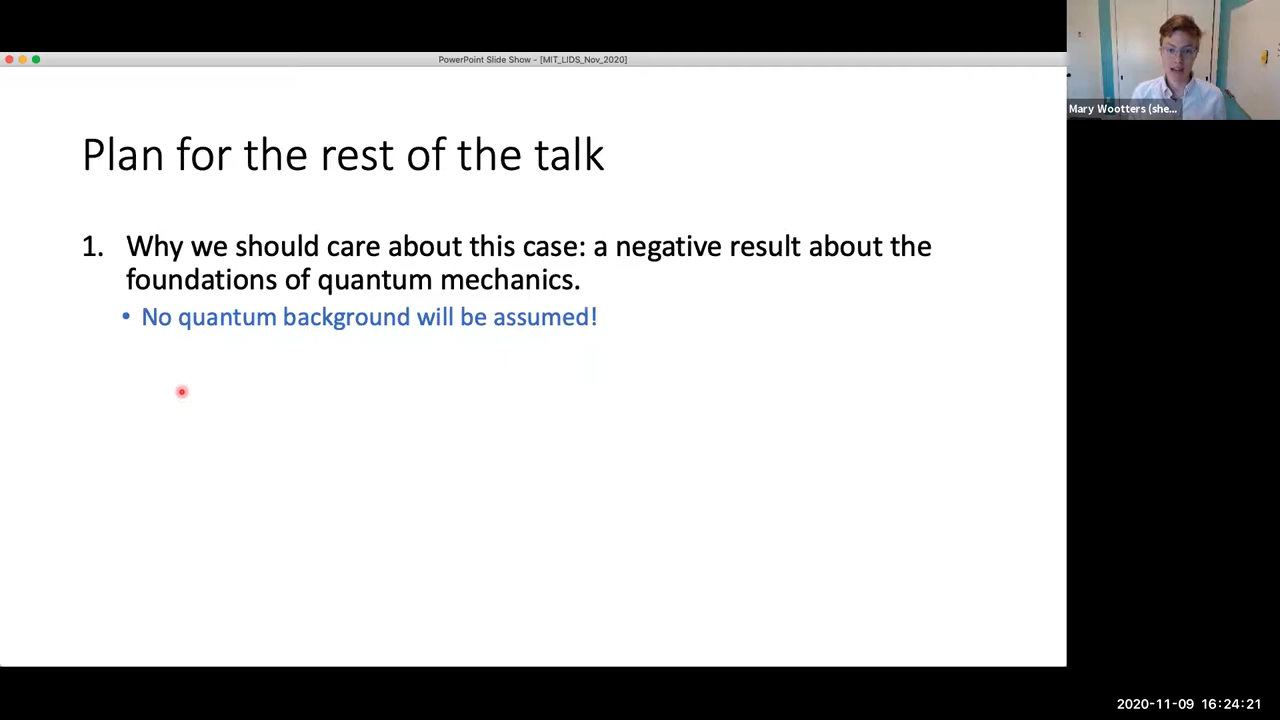 PowerPoint Slide Show - [MIT_LIDS_Nov_2020]
Mary Wootters (she...
Plan for the rest of the talk
1. Why we should care about this case: a negative result about the
foundations of quantum mechanics.
• No quantum background will be assumed!
2020-11-09 16:24:21